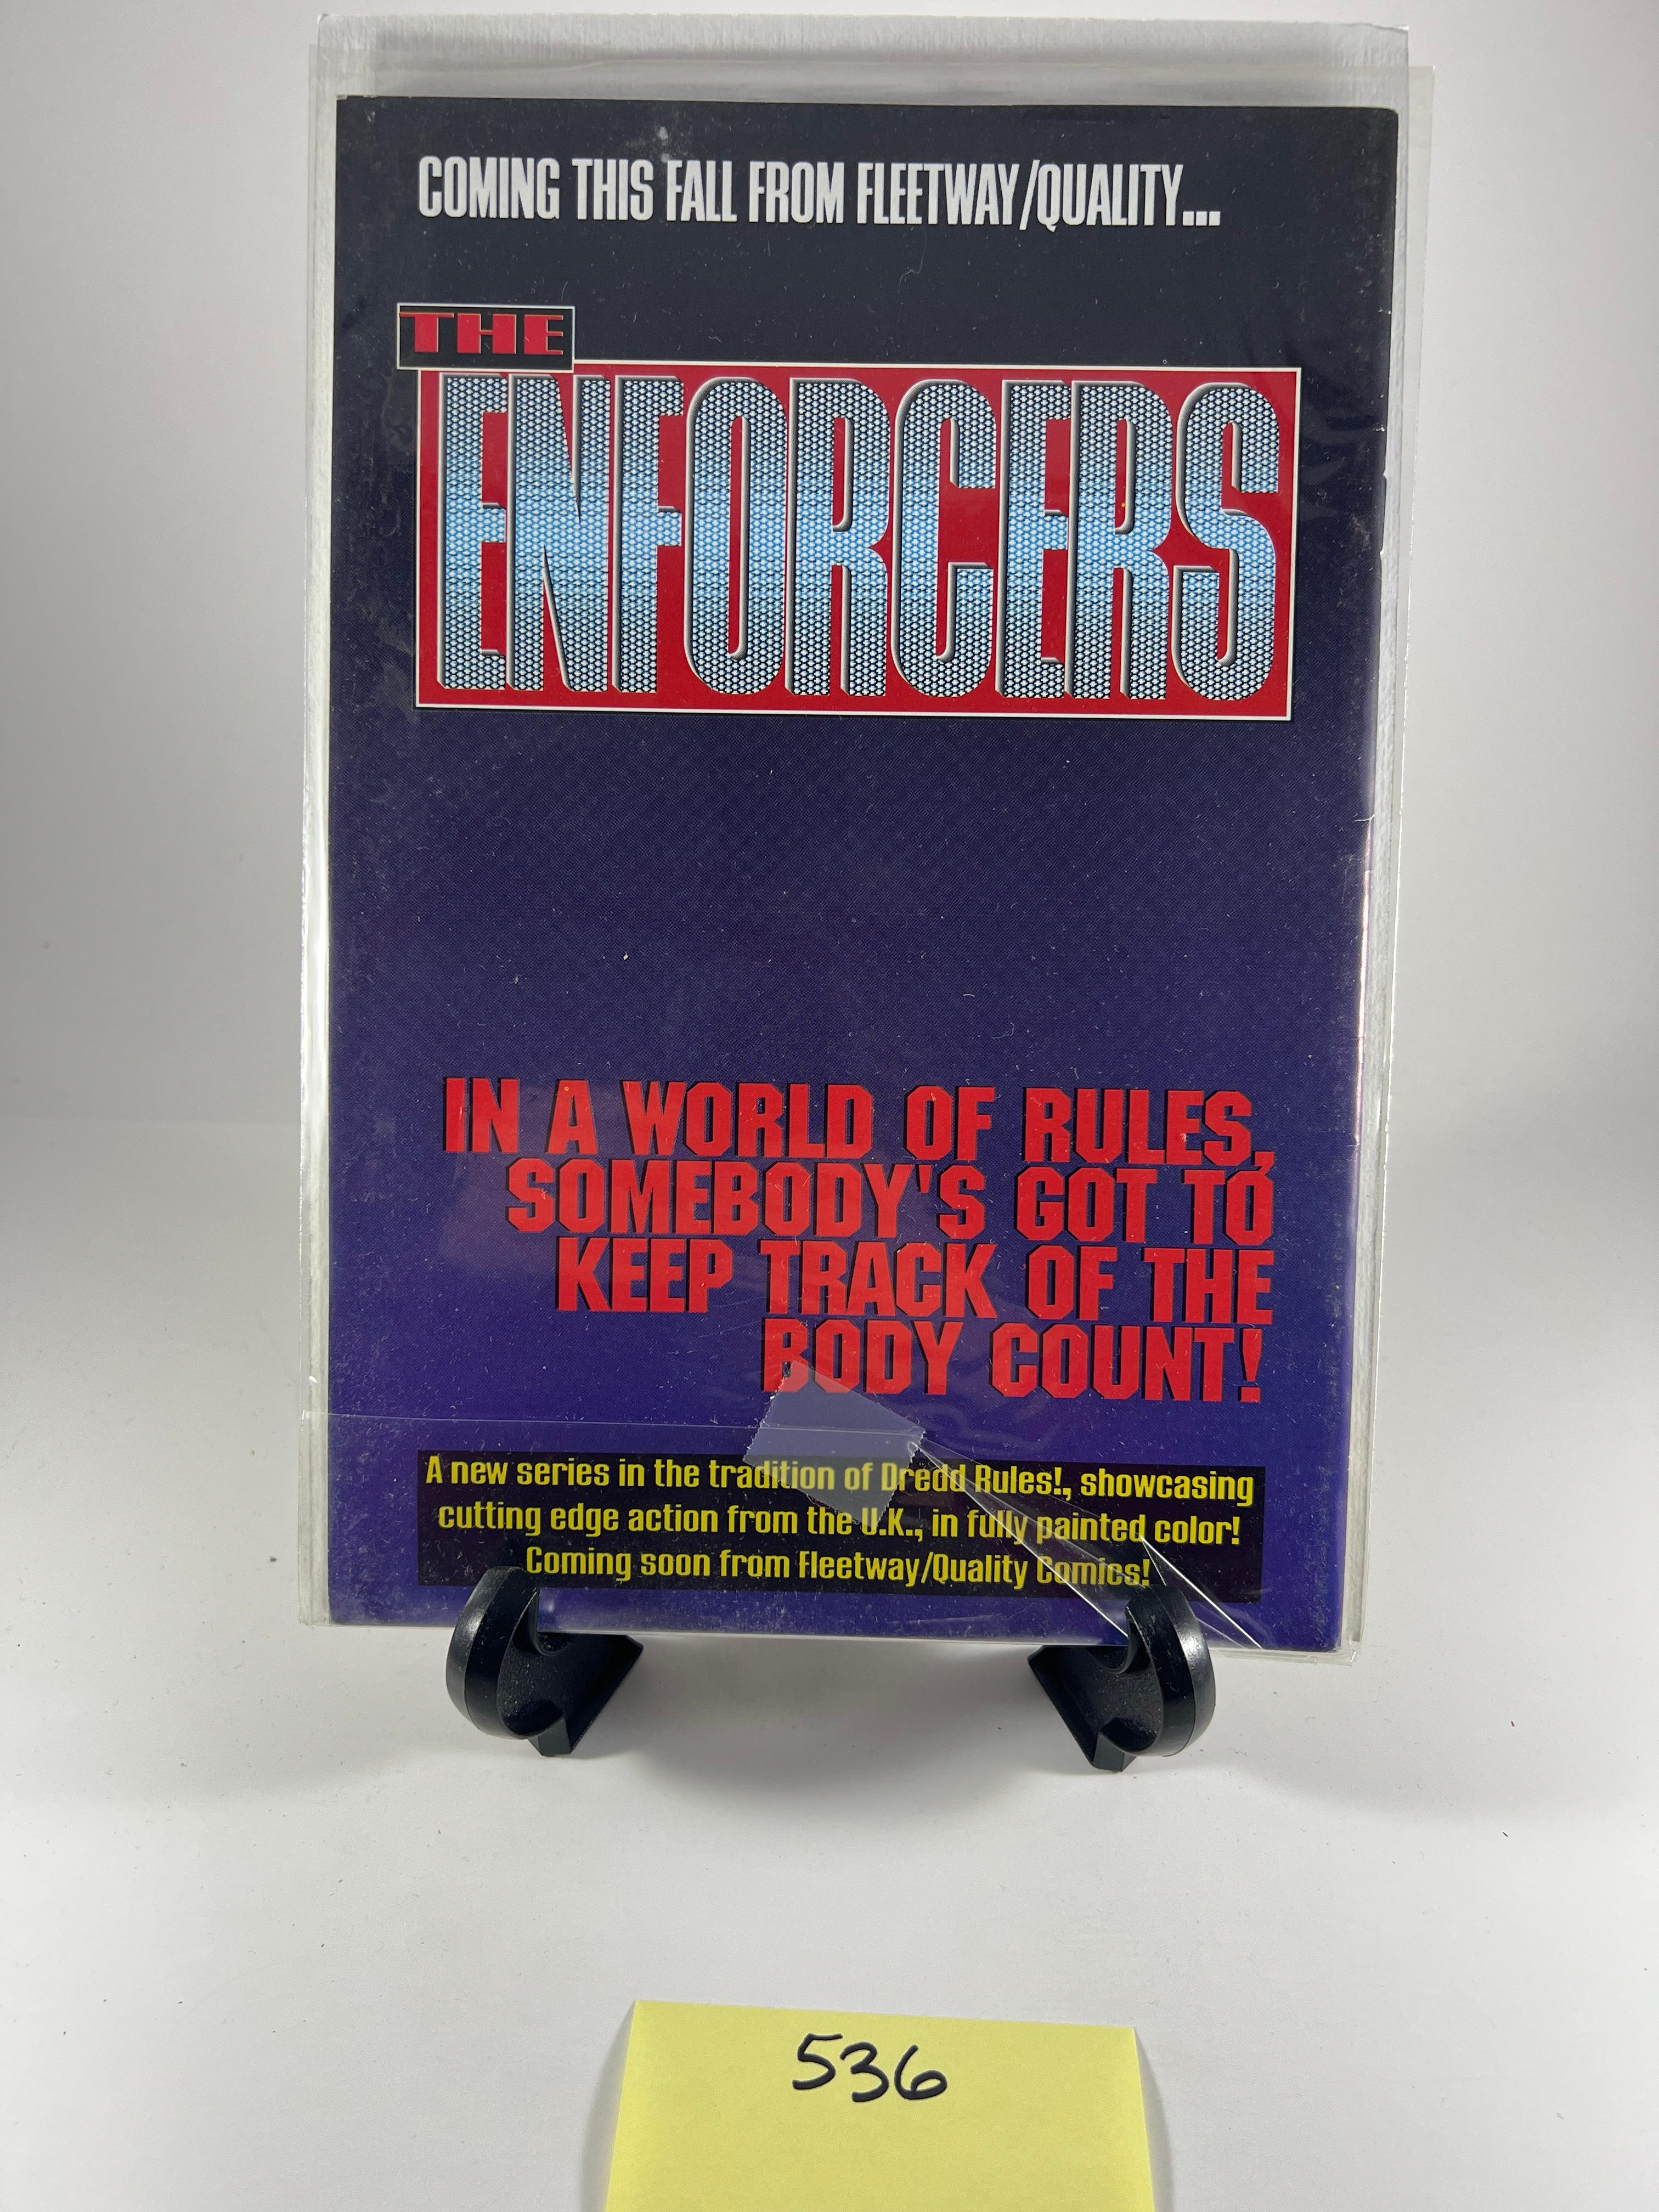 COMING THIS FALL FROM FLEETWAY/QUALITY...
THE
ENFORCERS
IN A WORLD OF RULES,
SOMEBODY'S GOT TO
KEEP TRACK OF THE
BODY COUNT!
A new series in the tradition of Dredd Rules!, showcasing
cutting edge action from the U.K., in fully painted color!
Coming soon from Fleetway/Quality Comics!
536